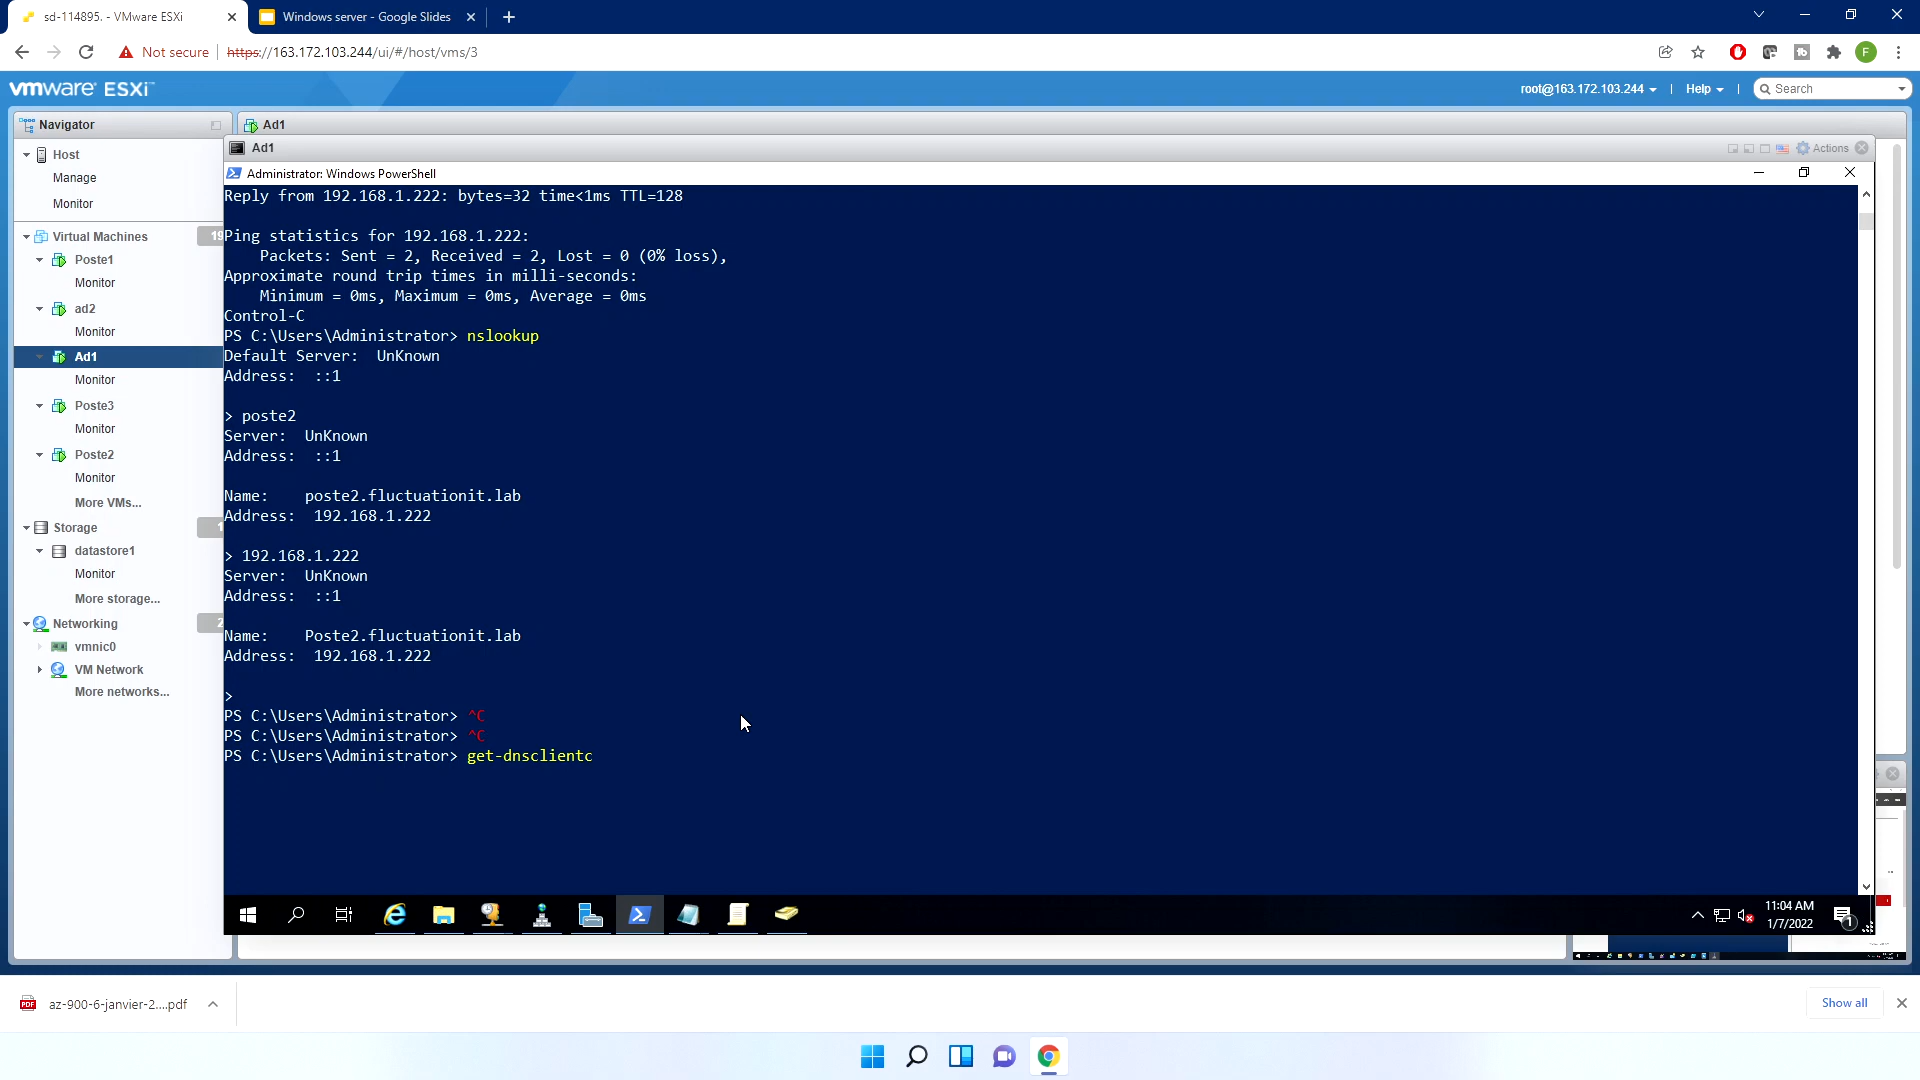 sd-114895. - VMware ESXi
Windows server - Google Slides
Not secure
https://163.172.103.244/ui/#/host/vms/3
F
vmware ESXi™
root@163.172.103.244
Help
Search
Navigator
Ad1
Host
Manage
Monitor
Virtual Machines
19
Poste1
Monitor
ad2
Monitor
Ad1
Monitor
Poste3
Monitor
Poste2
Monitor
More VMs...
Storage
1
datastore1
Monitor
More storage...
Networking
2
vmnic0
VM Network
More networks...
Ad1
Actions
Administrator: Windows PowerShell
Reply from 192.168.1.222: bytes=32 time<1ms TTL=128
Ping statistics for 192.168.1.222:
Packets: Sent = 2, Received = 2, Lost = 0 (0% loss),
Approximate round trip times in milli-seconds:
Minimum = 0ms, Maximum = 0ms, Average = 0ms
Control-C
PS C:\Users\Administrator> nslookup
Default Server:  UnKnown
Address:  ::1
> poste2
Server:  UnKnown
Address:  ::1
Name:    poste2.fluctuationit.lab
Address:  192.168.1.222
> 192.168.1.222
Server:  UnKnown
Address:  ::1
Name:    Poste2.fluctuationit.lab
Address:  192.168.1.222
>
PS C:\Users\Administrator> ^C
PS C:\Users\Administrator> ^C
PS C:\Users\Administrator> get-dnsclientc
11:04 AM
1/7/2022
1
PDF
az-900-6-janvier-2....pdf
Show all